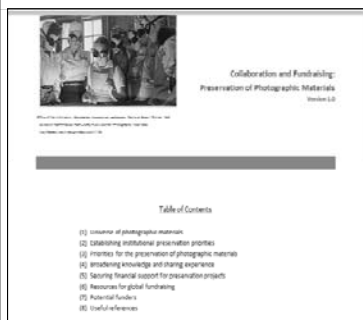 Collaboration and Fundraising:
Preservation of Photographic Materials
Version 1.0
Table of Contents
(1) Universe of photographic materials
(2) Establishing institutional preservation priorities
(3) Priorities for the preservation of photographic materials
(4) Broadening knowledge and sharing experience
(5) Securing financial support for preservation projects
(6) Resources for global fundraising
(7) Potential funders
(8) Useful references